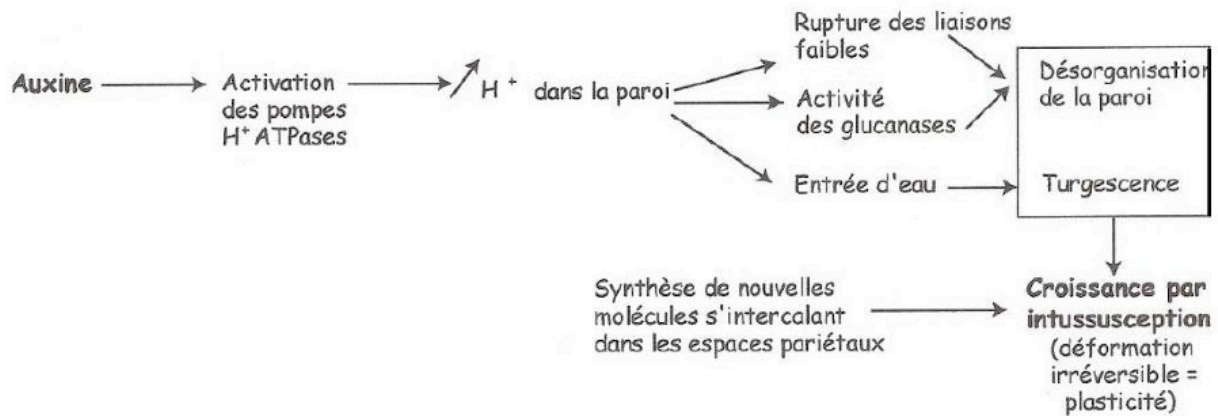 Auxine
Activation
des pompes
H⁺ ATPases
H⁺ dans la paroi
Rupture des liaisons
faibles
Activité
des glucanases
Entrée d'eau
Désorganisation
de la paroi
Turgescence
Synthèse de nouvelles
molécules s'intercalant
dans les espaces pariétaux
Croissance par
intussusception
(déformation
irréversible =
plasticité)